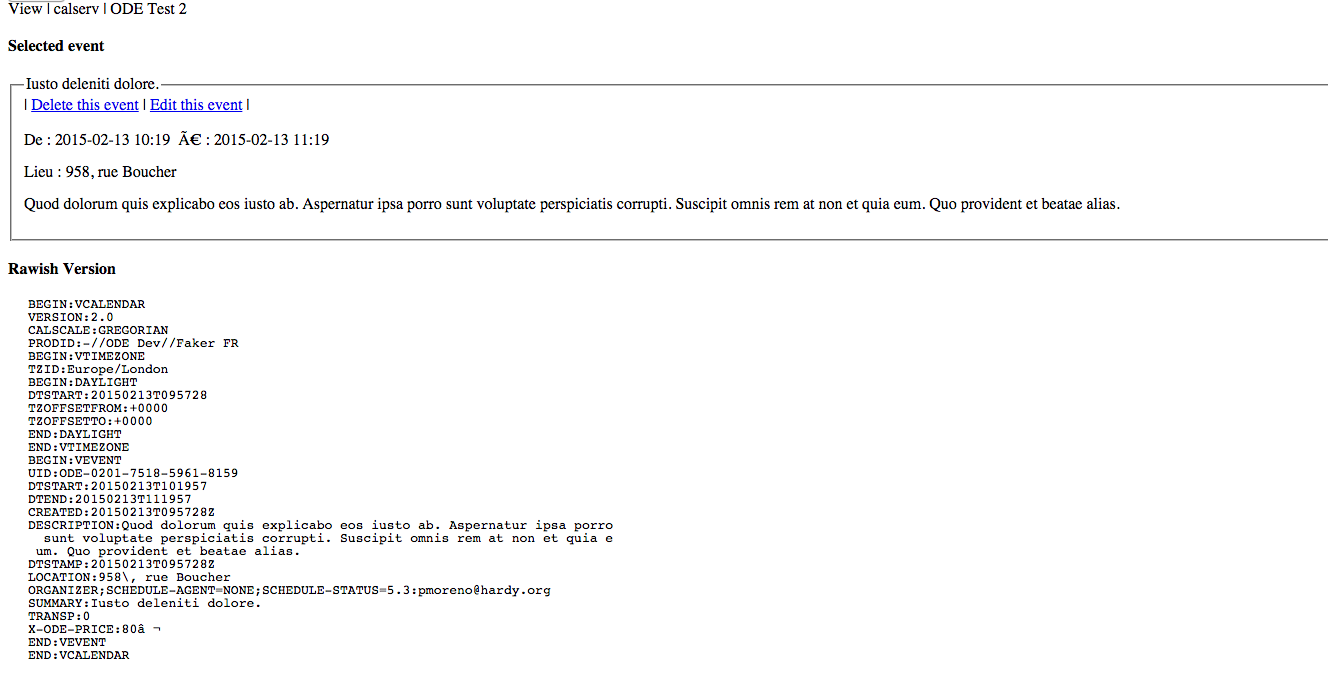 View | calserv | ODE Test 2
Selected event
Iusto deleniti dolore.
| Delete this event | Edit this event |
De : 2015-02-13 10:19 Ã€ : 2015-02-13 11:19
Lieu : 958, rue Boucher
Quod dolorum quis explicabo eos iusto ab. Aspernatur ipsa porro sunt voluptate perspiciatis corrupti. Suscipit omnis rem at non et quia eum. Quo provident et beatae alias.
Rawish Version
BEGIN:VCALENDAR
VERSION:2.0
CALSCALE:GREGORIAN
PRODID:-//ODE Dev//Faker FR
BEGIN:VTIMEZONE
TZID:Europe/London
BEGIN:DAYLIGHT
DTSTART:20150213T095728
TZOFFSETFROM:+0000
TZOFFSETTO:+0000
END:DAYLIGHT
END:VTIMEZONE
BEGIN:VEVENT
UID:ODE-0201-7518-5961-8159
DTSTART:20150213T101957
DTEND:20150213T111957
CREATED:20150213T095728Z
DESCRIPTION:Quod dolorum quis explicabo eos iusto ab. Aspernatur ipsa porro
sunt voluptate perspiciatis corrupti. Suscipit omnis rem at non et quia e
um. Quo provident et beatae alias.
DTSTAMP:20150213T095728Z
LOCATION:958\, rue Boucher
ORGANIZER;SCHEDULE-AGENT=NONE;SCHEDULE-STATUS=5.3:pmoreno@hardy.org
SUMMARY:Iusto deleniti dolore.
TRANSP:0
X-ODE-PRICE:80â ¬
END:VEVENT
END:VCALENDAR